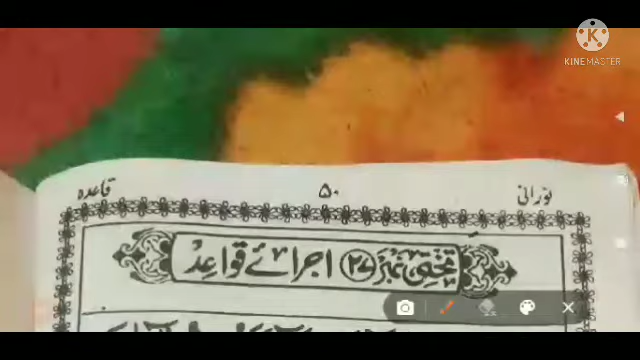 KINEMASTER
نورانی ۵۰ قاعدہ
تختی نمبر ۲۷ اجرائے قواعد